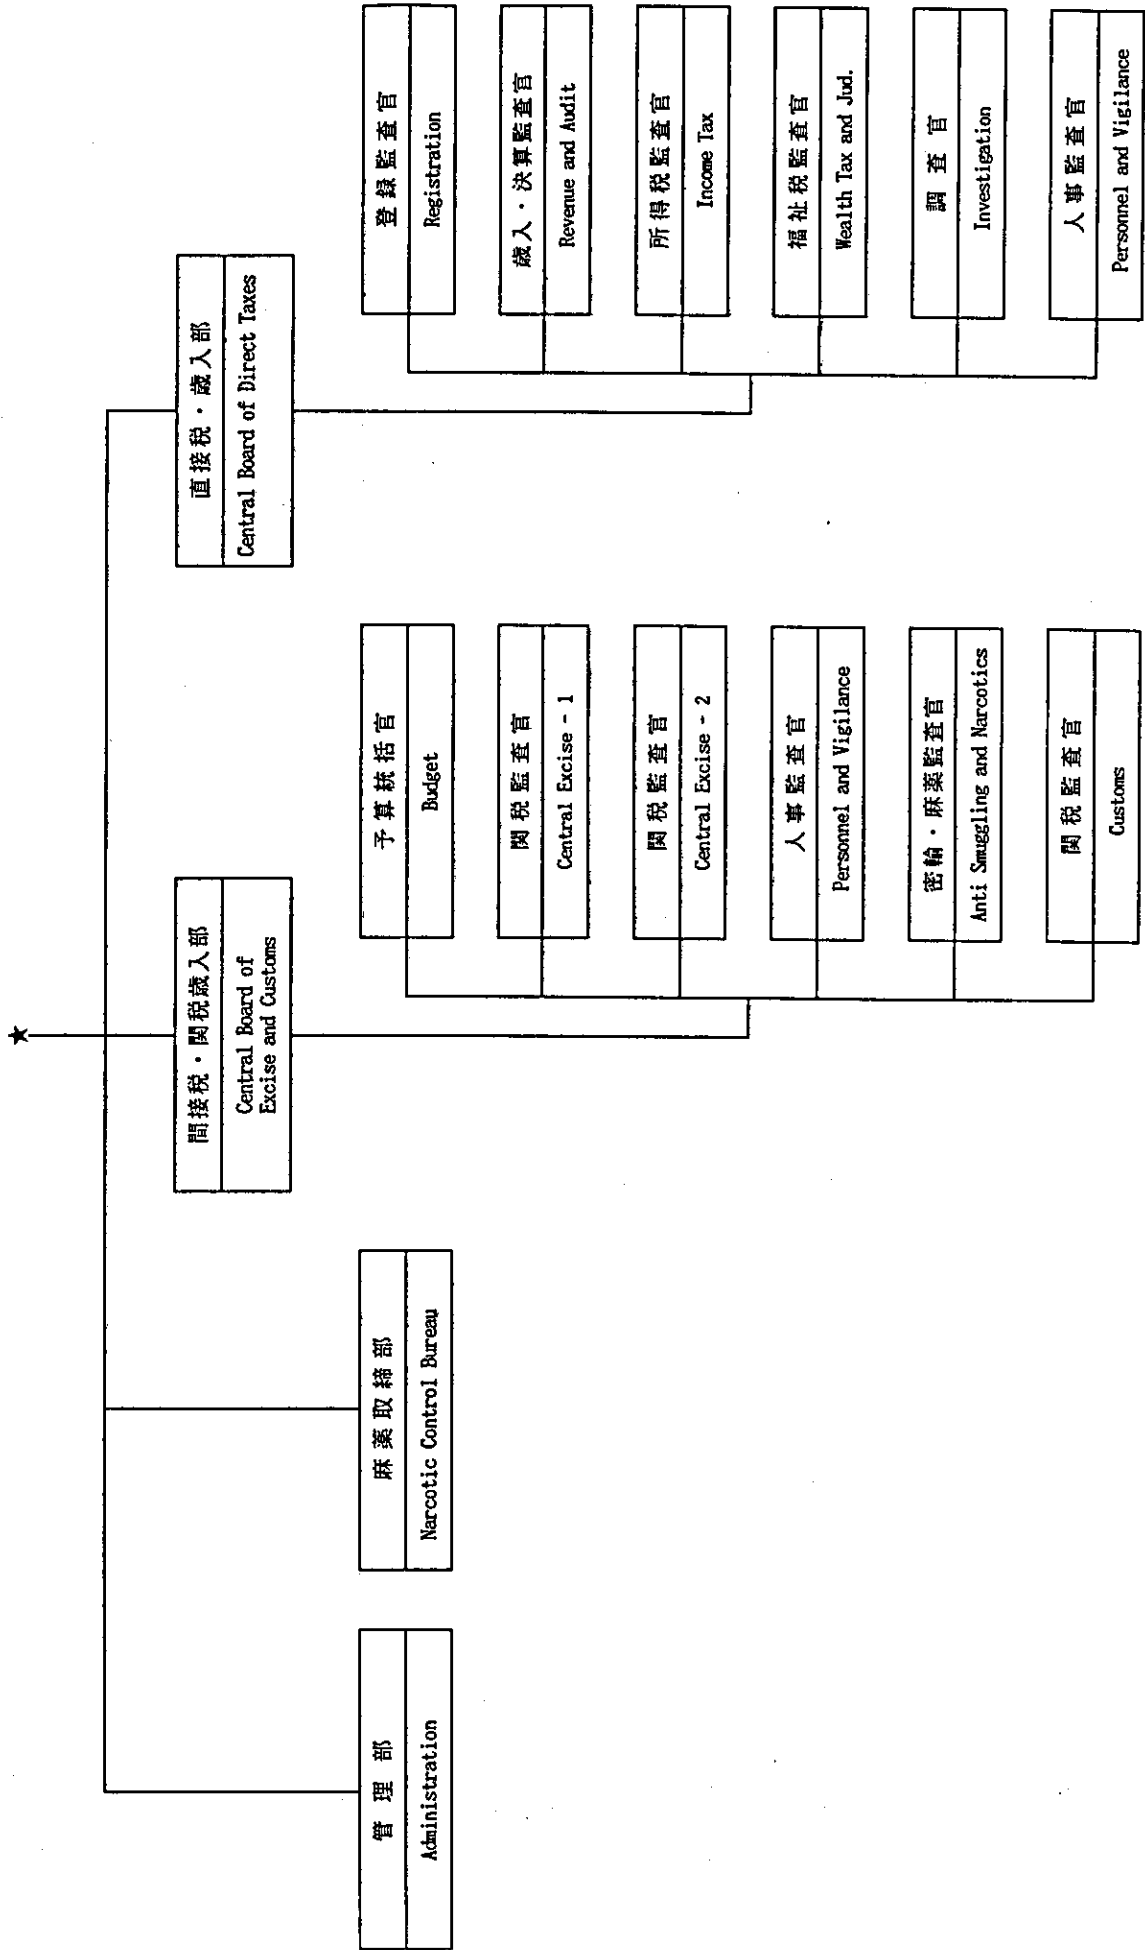 ★
管理部
Administration
麻薬取締部
Narcotic Control Bureau
間接税・関税歳入部
Central Board of
Excise and Customs
予算統括官
Budget
関税監査官
Central Excise - 1
関税監査官
Central Excise - 2
人事監査官
Personnel and Vigilance
密輸・麻薬監査官
Anti Smuggling and Narcotics
関税監査官
Customs
直接税・歳入部
Central Board of Direct Taxes
登録監査官
Registration
歳入・決算監査官
Revenue and Audit
所得税監査官
Income Tax
福祉税監査官
Wealth Tax and Jud.
調査官
Investigation
人事監査官
Personnel and Vigilance